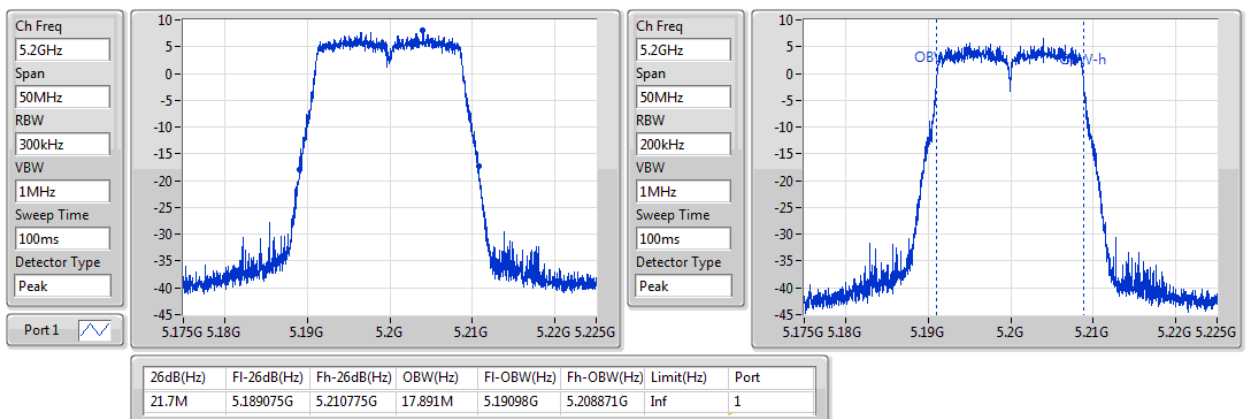 Ch Freq
5.2GHz
Span
50MHz
RBW
300kHz
VBW
1MHz
Sweep Time
100ms
Detector Type
Peak
Port 1
10
5
0
-5
-10
-15
-20
-25
-30
-35
-40
-45
5.175G 5.18G 5.19G 5.2G 5.21G 5.22G 5.225G
Ch Freq
5.2GHz
Span
50MHz
RBW
200kHz
VBW
1MHz
Sweep Time
100ms
Detector Type
Peak
10
5
0
-5
-10
-15
-20
-25
-30
-35
-40
-45
5.175G 5.18G 5.19G 5.2G 5.21G 5.22G 5.225G
26dB(Hz) Fl-26dB(Hz) Fh-26dB(Hz) OBW(Hz) Fl-OBW(Hz) Fh-OBW(Hz) Limit(Hz) Port
21.7M 5.189075G 5.210775G 17.891M 5.19098G 5.208871G Inf 1